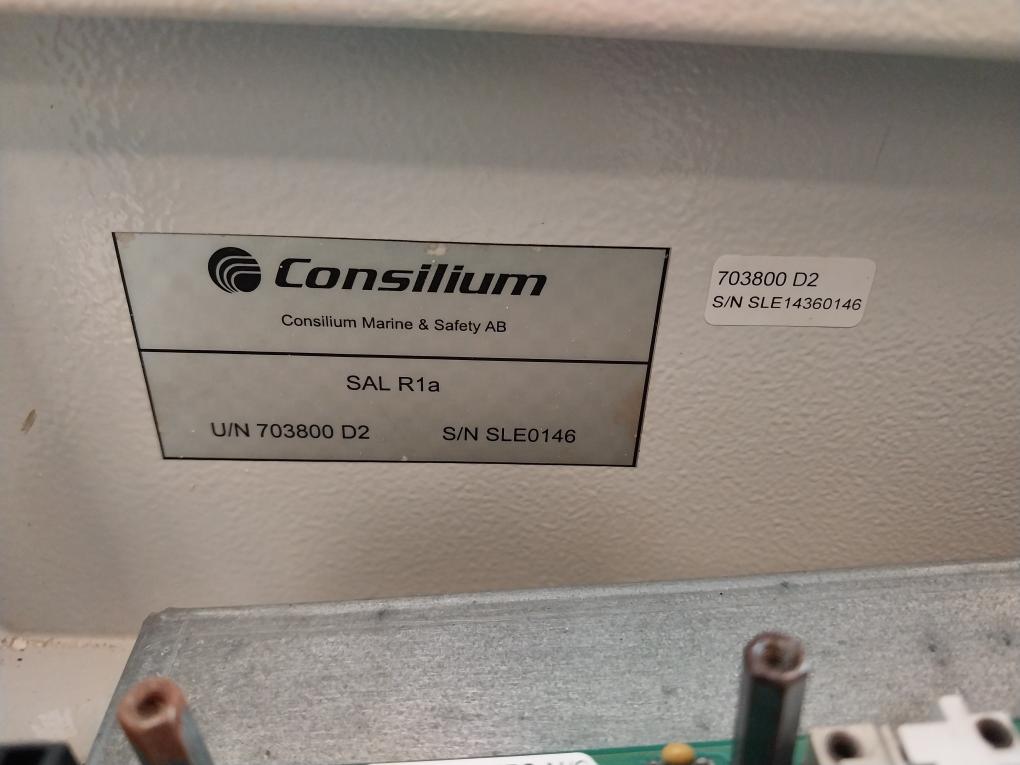 Consilium
Consilium Marine & Safety AB
SAL R1a
U/N 703800 D2 S/N SLE0146
703800 D2
S/N SLE14360146